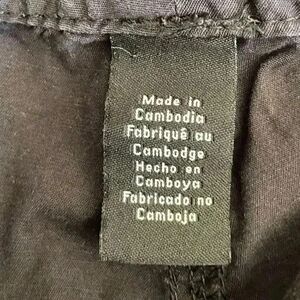 Made in
Cambodia
Fabriqué au
Cambodge
Hecho en
Camboya
Fabricado no
Camboja